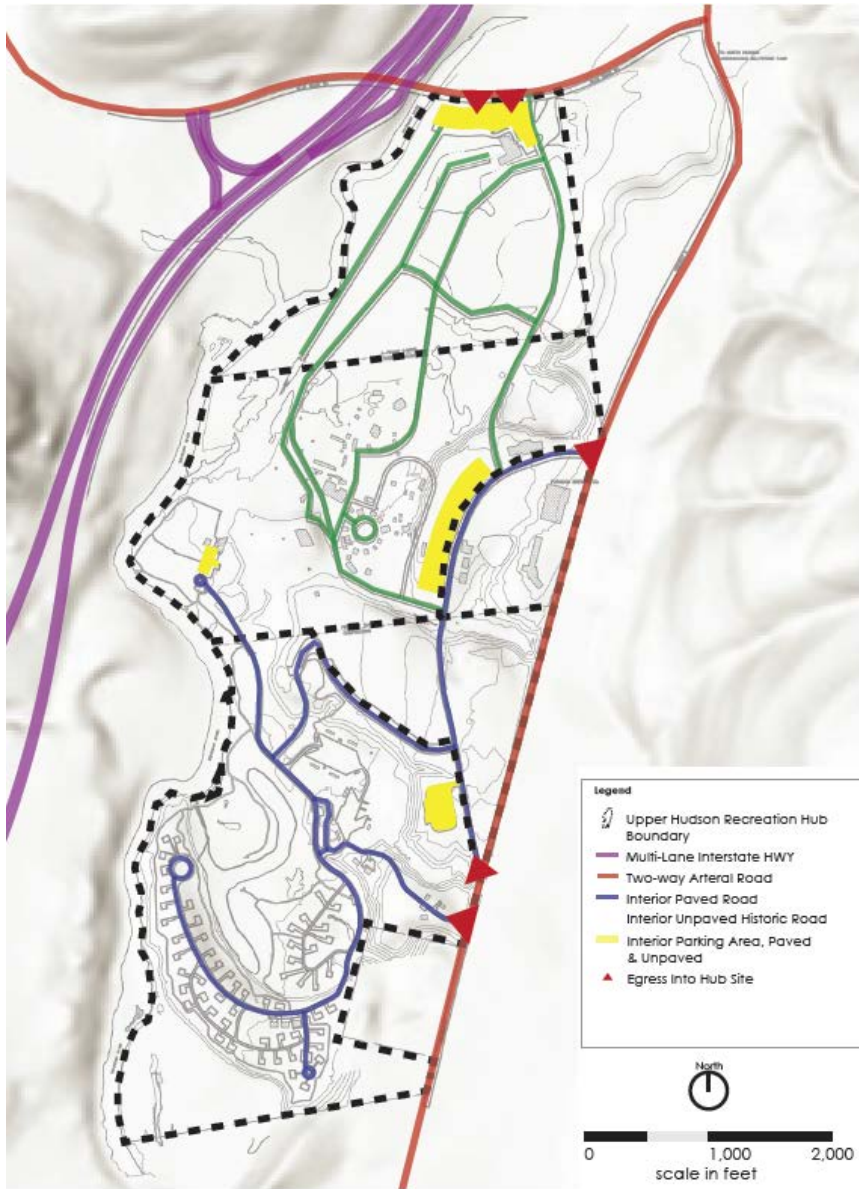 Legend
Upper Hudson Recreation Hub
Boundary
Multi-Lane Interstate HWY
Two-way Arteral Road
Interior Paved Road
Interior Unpaved Historic Road
Interior Parking Area, Paved
& Unpaved
Egress Into Hub Site
North
0 1,000 2,000
scale in feet